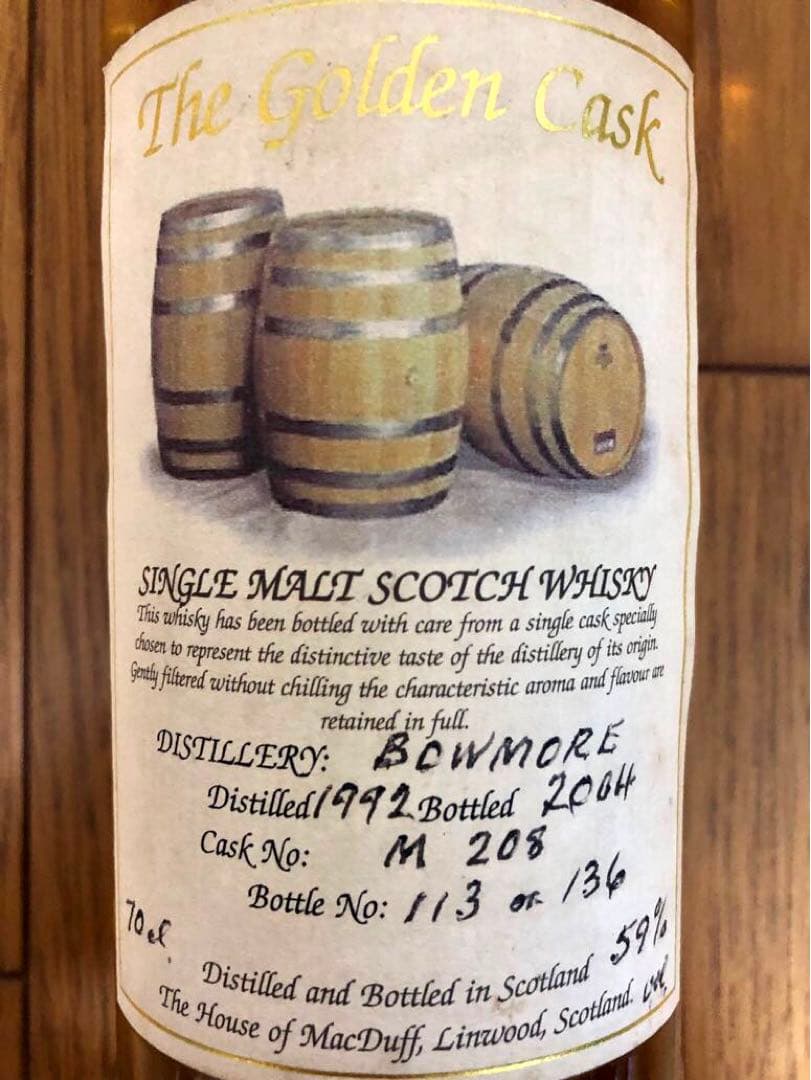 The Golden Cask
SINGLE MALT SCOTCH WHISKY
This whisky has been bottled with care from a single cask specially
chosen to represent the distinctive taste of the distillery of its origin.
Gently filtered without chilling the characteristic aroma and flavour are
retained in full.
DISTILLERY: BOWMORE
Distilled 1992 Bottled 2004
Cask No: M 208
Bottle No: 113 of 136
70cl
59%
vol
Distilled and Bottled in Scotland
The House of MacDuff, Linwood, Scotland.